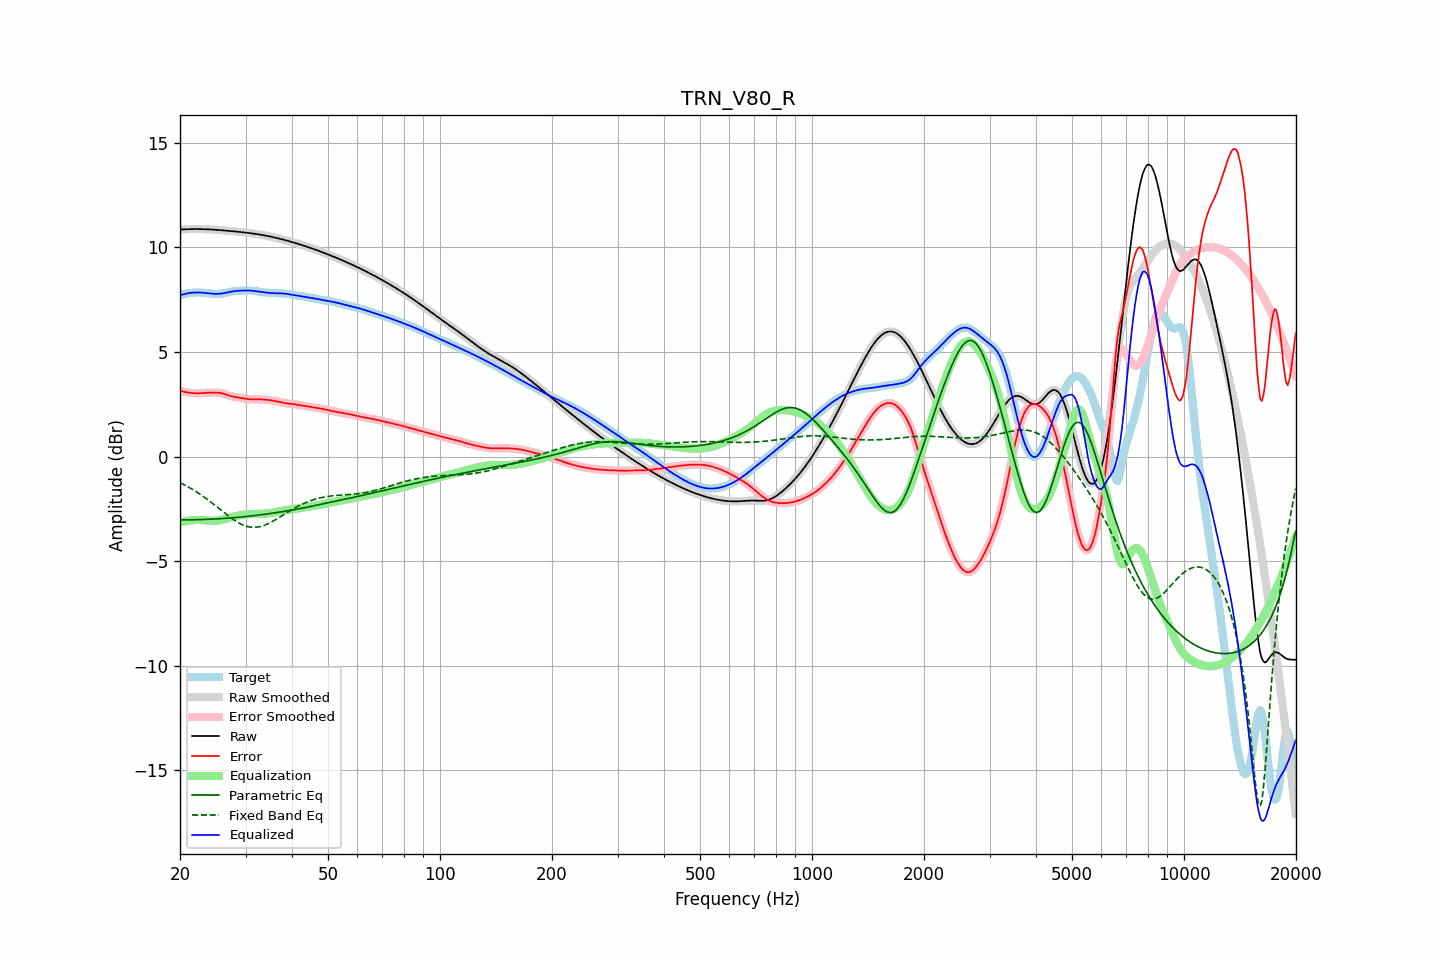 TRN_V80_R
Amplitude (dBr)
15
10
5
0
−5
−10
−15
Target
Raw Smoothed
Error Smoothed
Raw
Error
Equalization
Parametric Eq
Fixed Band Eq
Equalized
20 50 100 200 500 1000 2000 5000 10000 20000
Frequency (Hz)